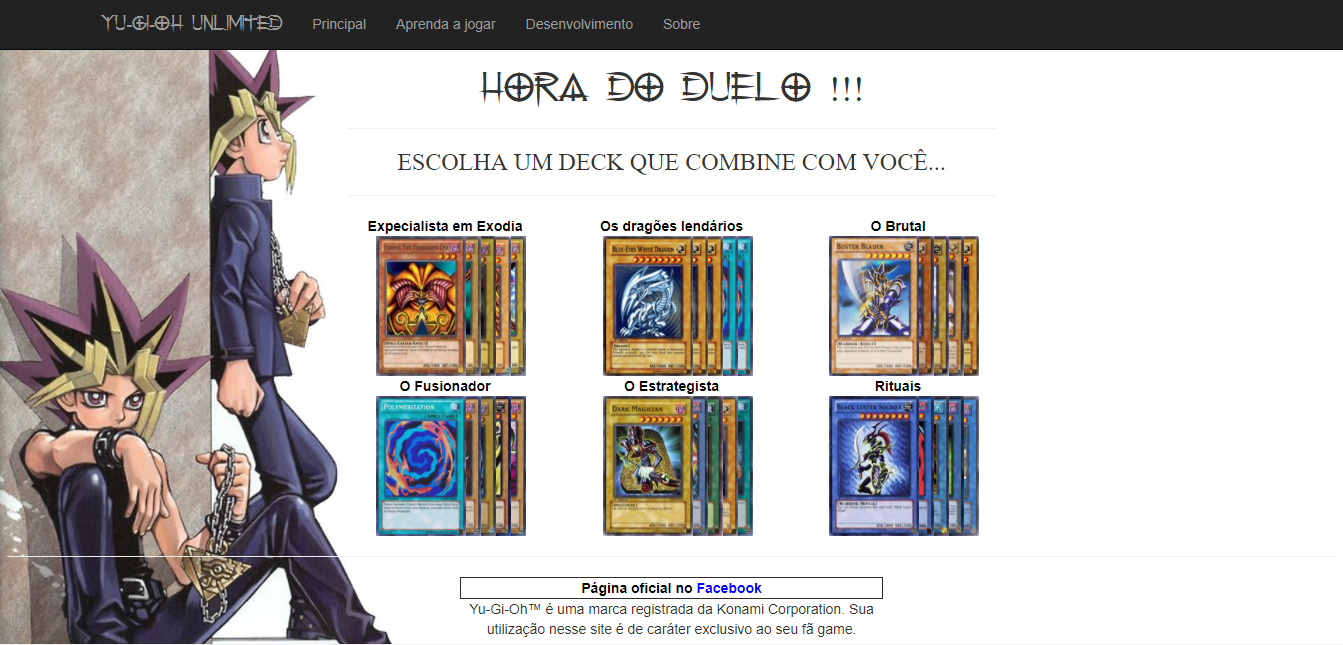 YU-GI-OH UNLIMITED Principal Aprenda a jogar Desenvolvimento Sobre
HORA DO DUELO !!!
ESCOLHA UM DECK QUE COMBINE COM VOCÊ...
Expecialista em Exodia Os dragões lendários O Brutal
EXODIA THE FORBIDDEN ONE BLUE-EYES WHITE DRAGON BUSTER BLADER
O Fusionador O Estrategista Rituais
POLYMERIZATION DARK MAGICIAN BLACK LUSTER SOLDIER
Página oficial no Facebook
Yu-Gi-Oh™ é uma marca registrada da Konami Corporation. Sua
utilização nesse site é de caráter exclusivo ao seu fã game.